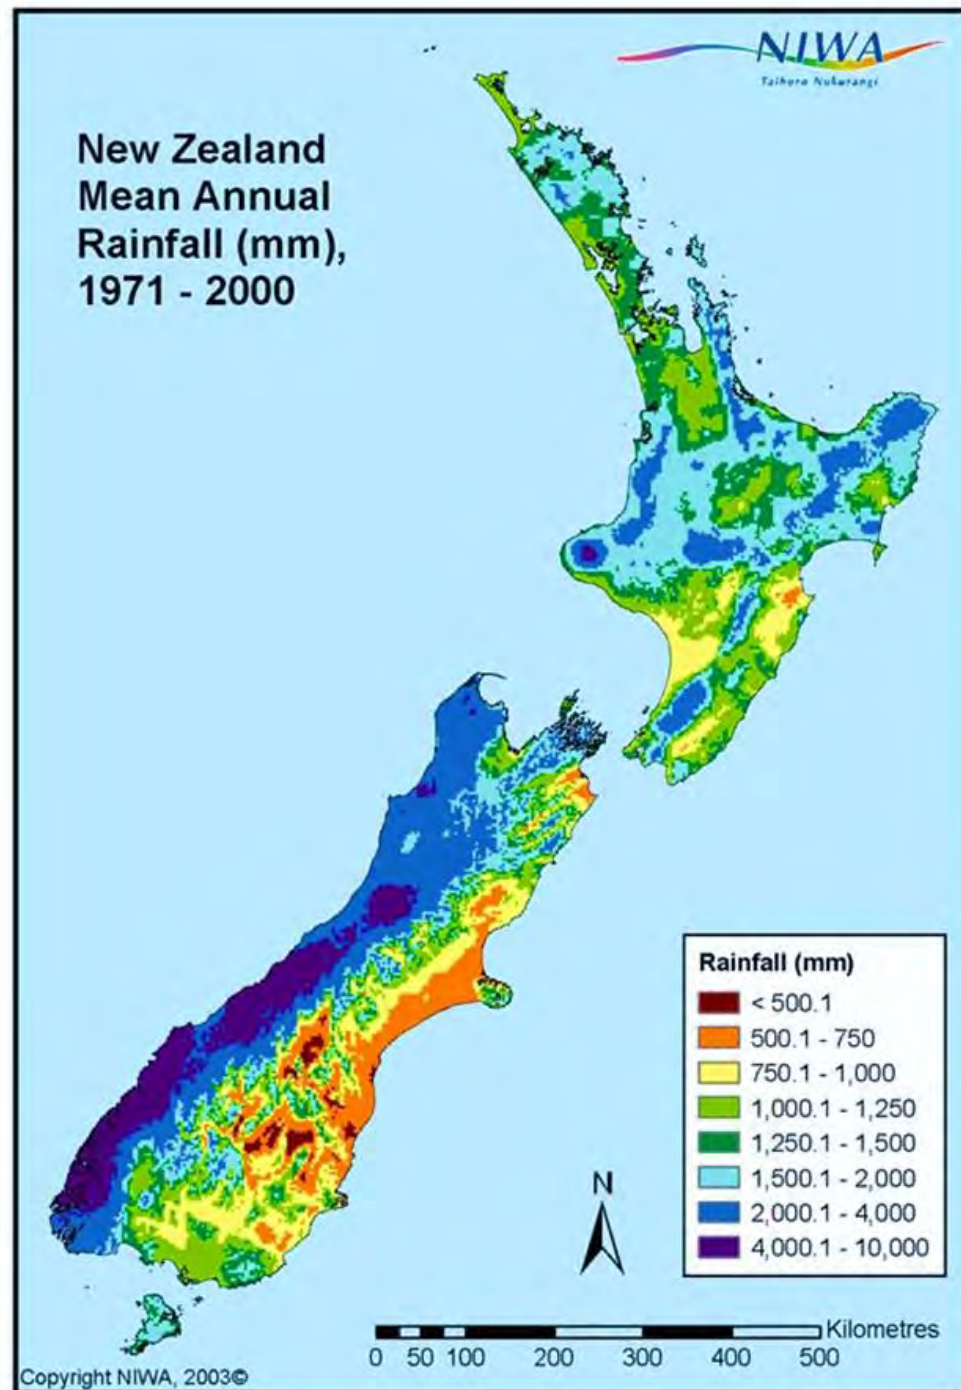 NIWA
Taihoro Nukurangi
New Zealand
Mean Annual
Rainfall (mm),
1971 - 2000
Rainfall (mm)
< 500.1
500.1 - 750
750.1 - 1,000
1,000.1 - 1,250
1,250.1 - 1,500
1,500.1 - 2,000
2,000.1 - 4,000
4,000.1 - 10,000
N
Kilometres
0 50 100 200 300 400 500
Copyright NIWA, 2003©